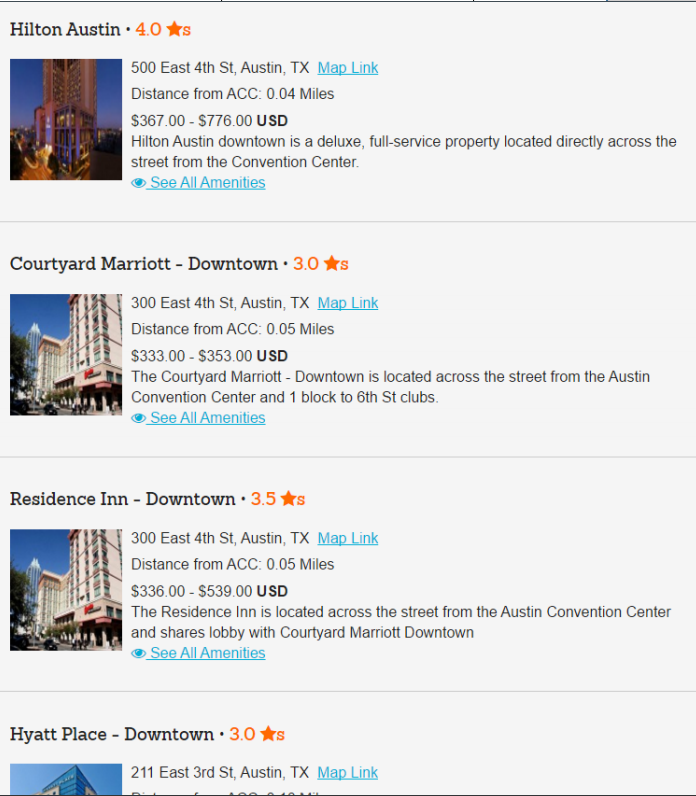 Hilton Austin • 4.0 ★s
500 East 4th St, Austin, TX Map Link
Distance from ACC: 0.04 Miles
$367.00 - $776.00 USD
Hilton Austin downtown is a deluxe, full-service property located directly across the
street from the Convention Center.
See All Amenities
Courtyard Marriott - Downtown • 3.0 ★s
300 East 4th St, Austin, TX Map Link
Distance from ACC: 0.05 Miles
$333.00 - $353.00 USD
The Courtyard Marriott - Downtown is located across the street from the Austin
Convention Center and 1 block to 6th St clubs.
See All Amenities
Residence Inn - Downtown • 3.5 ★s
300 East 4th St, Austin, TX Map Link
Distance from ACC: 0.05 Miles
$336.00 - $539.00 USD
The Residence Inn is located across the street from the Austin Convention Center
and shares lobby with Courtyard Marriott Downtown
See All Amenities
Hyatt Place - Downtown • 3.0 ★s
211 East 3rd St, Austin, TX Map Link